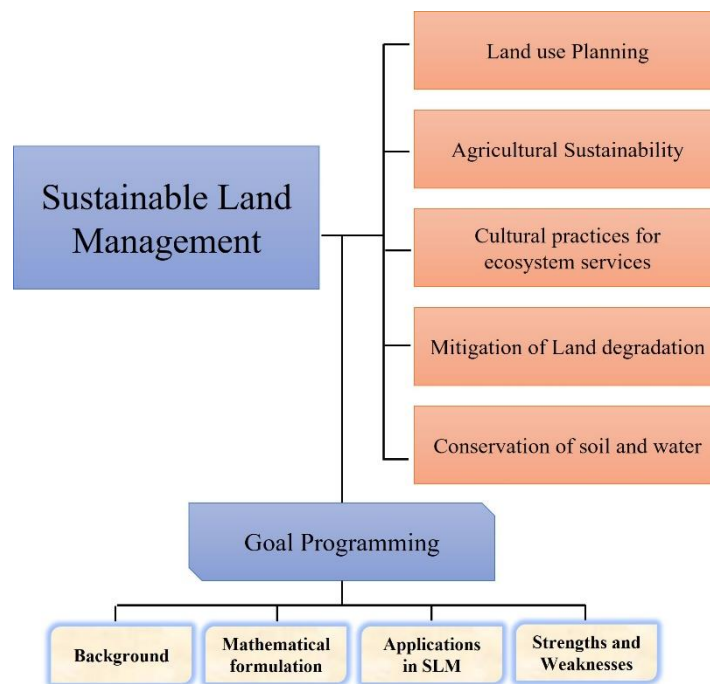 Land use Planning
Sustainable Land
Management
Agricultural Sustainability
Cultural practices for
ecosystem services
Mitigation of Land degradation
Conservation of soil and water
Goal Programming
Background
Mathematical
formulation
Applications
in SLM
Strengths and
Weaknesses